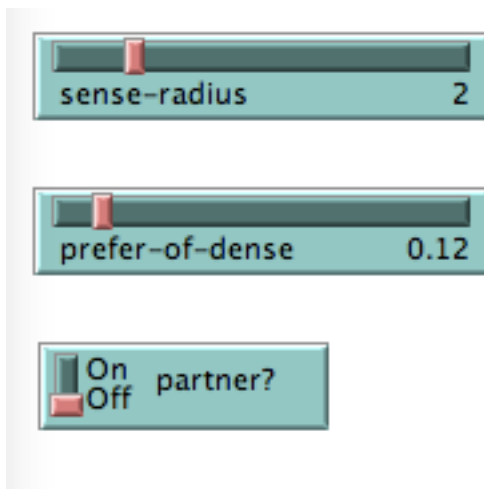 sense-radius 2
prefer-of-dense 0.12
On
Off
partner?